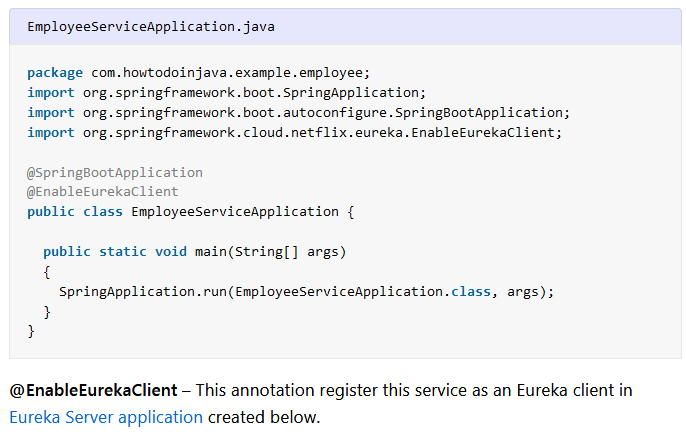 EmployeeServiceApplication.java
package com.howtodoinjava.example.employee;
import org.springframework.boot.SpringApplication;
import org.springframework.boot.autoconfigure.SpringBootApplication;
import org.springframework.cloud.netflix.eureka.EnableEurekaClient;
@SpringBootApplication
@EnableEurekaClient
public class EmployeeServiceApplication {
public static void main(String[] args)
{
SpringApplication.run(EmployeeServiceApplication.class, args);
}
}
@EnableEurekaClient – This annotation register this service as an Eureka client in
Eureka Server application created below.